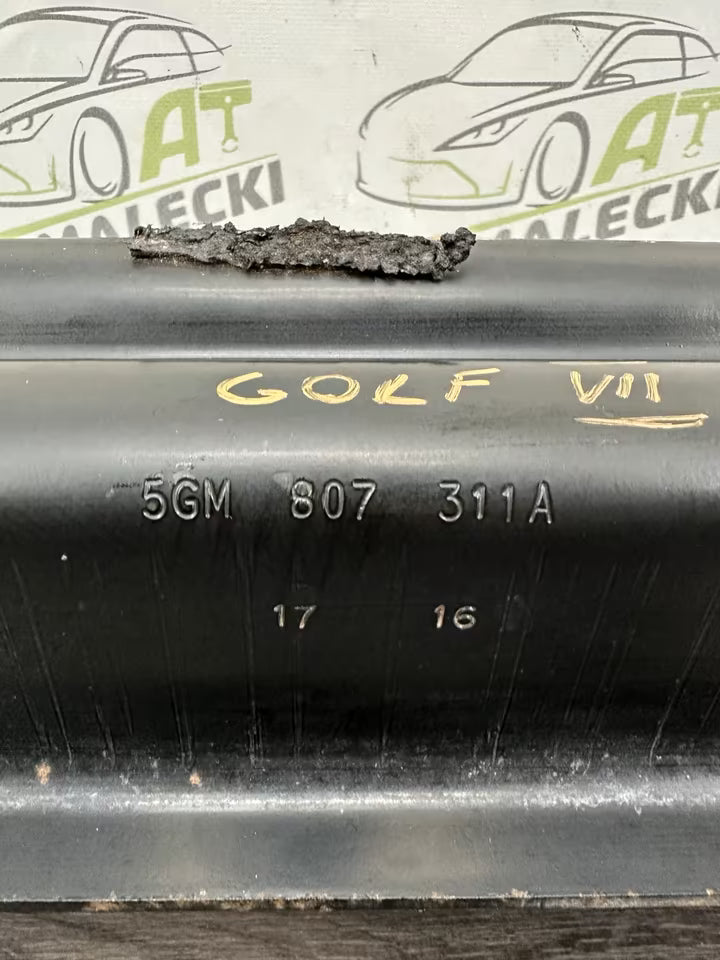 AT AT
MALECKI MALECKI
GOLF VII
5GM 807 311A
17 16